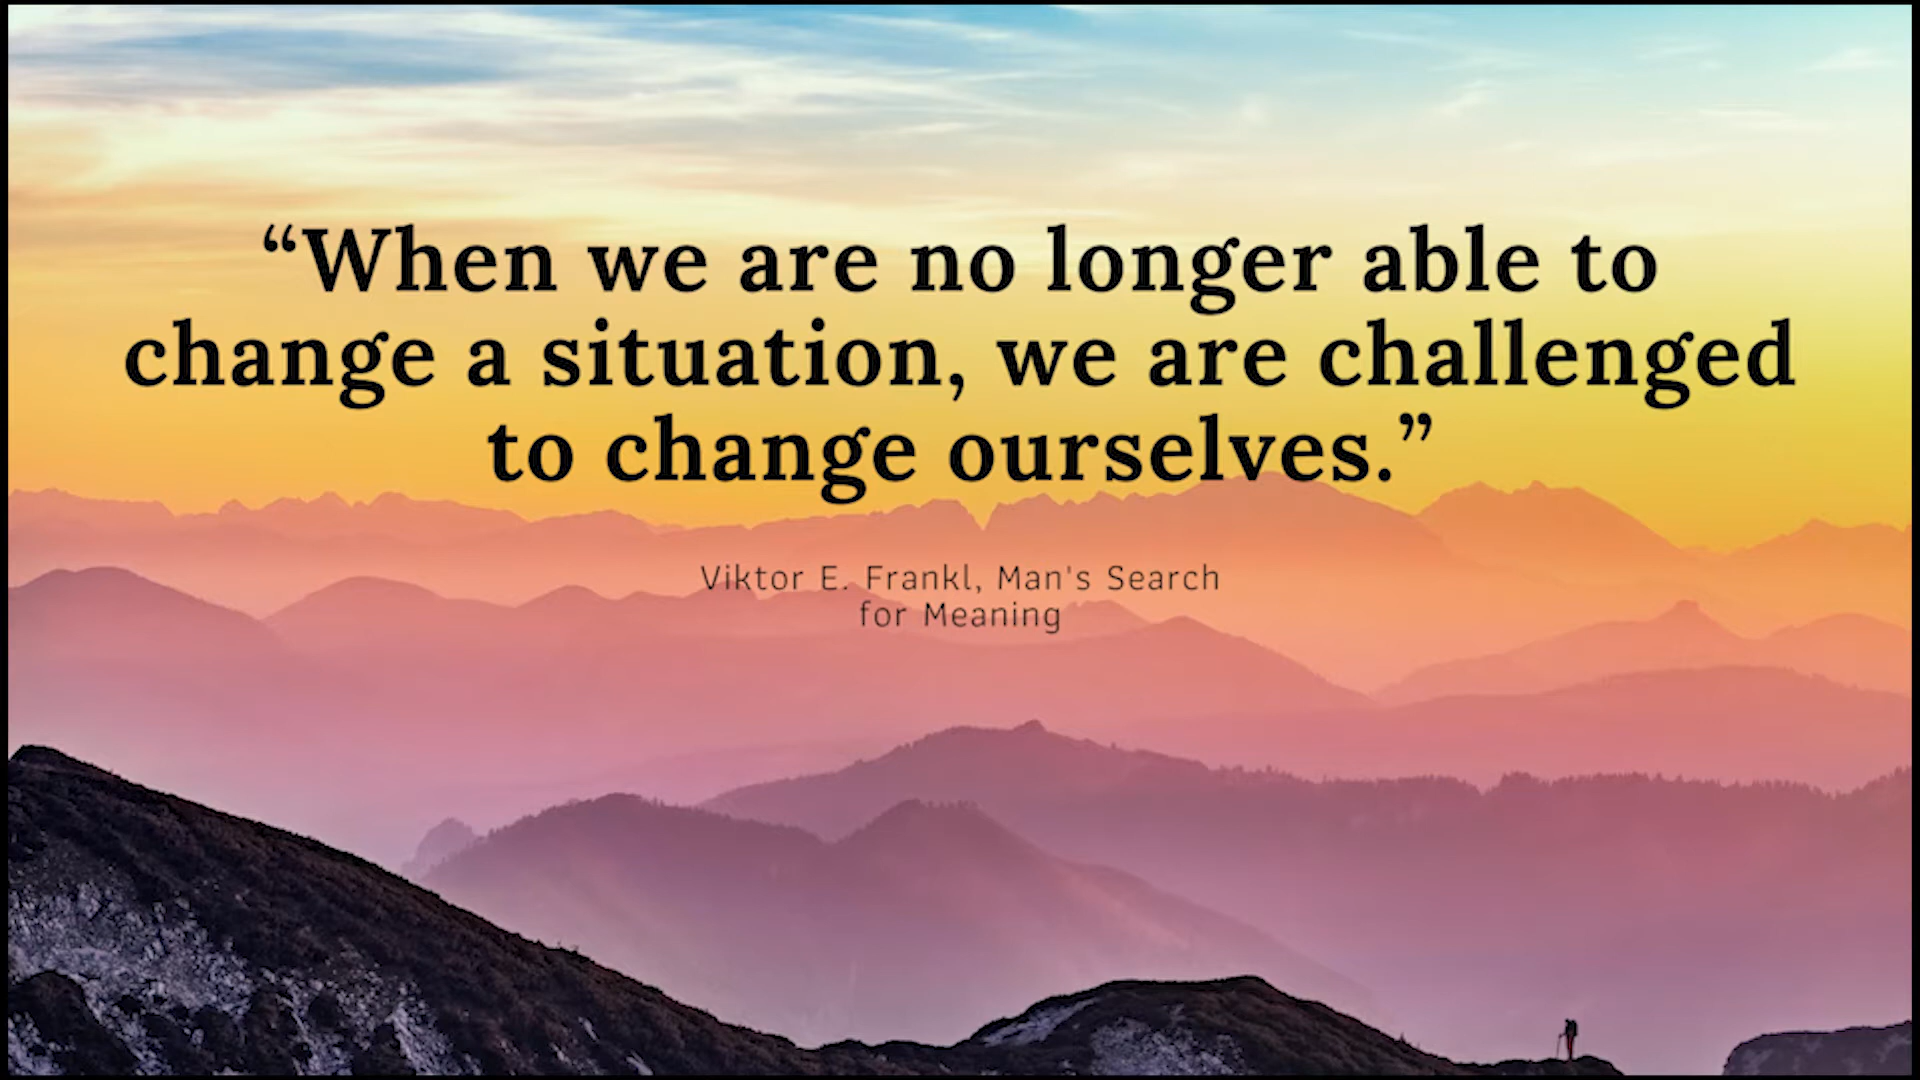 “When we are no longer able to
change a situation, we are challenged
to change ourselves.”
Viktor E. Frankl, Man's Search
for Meaning